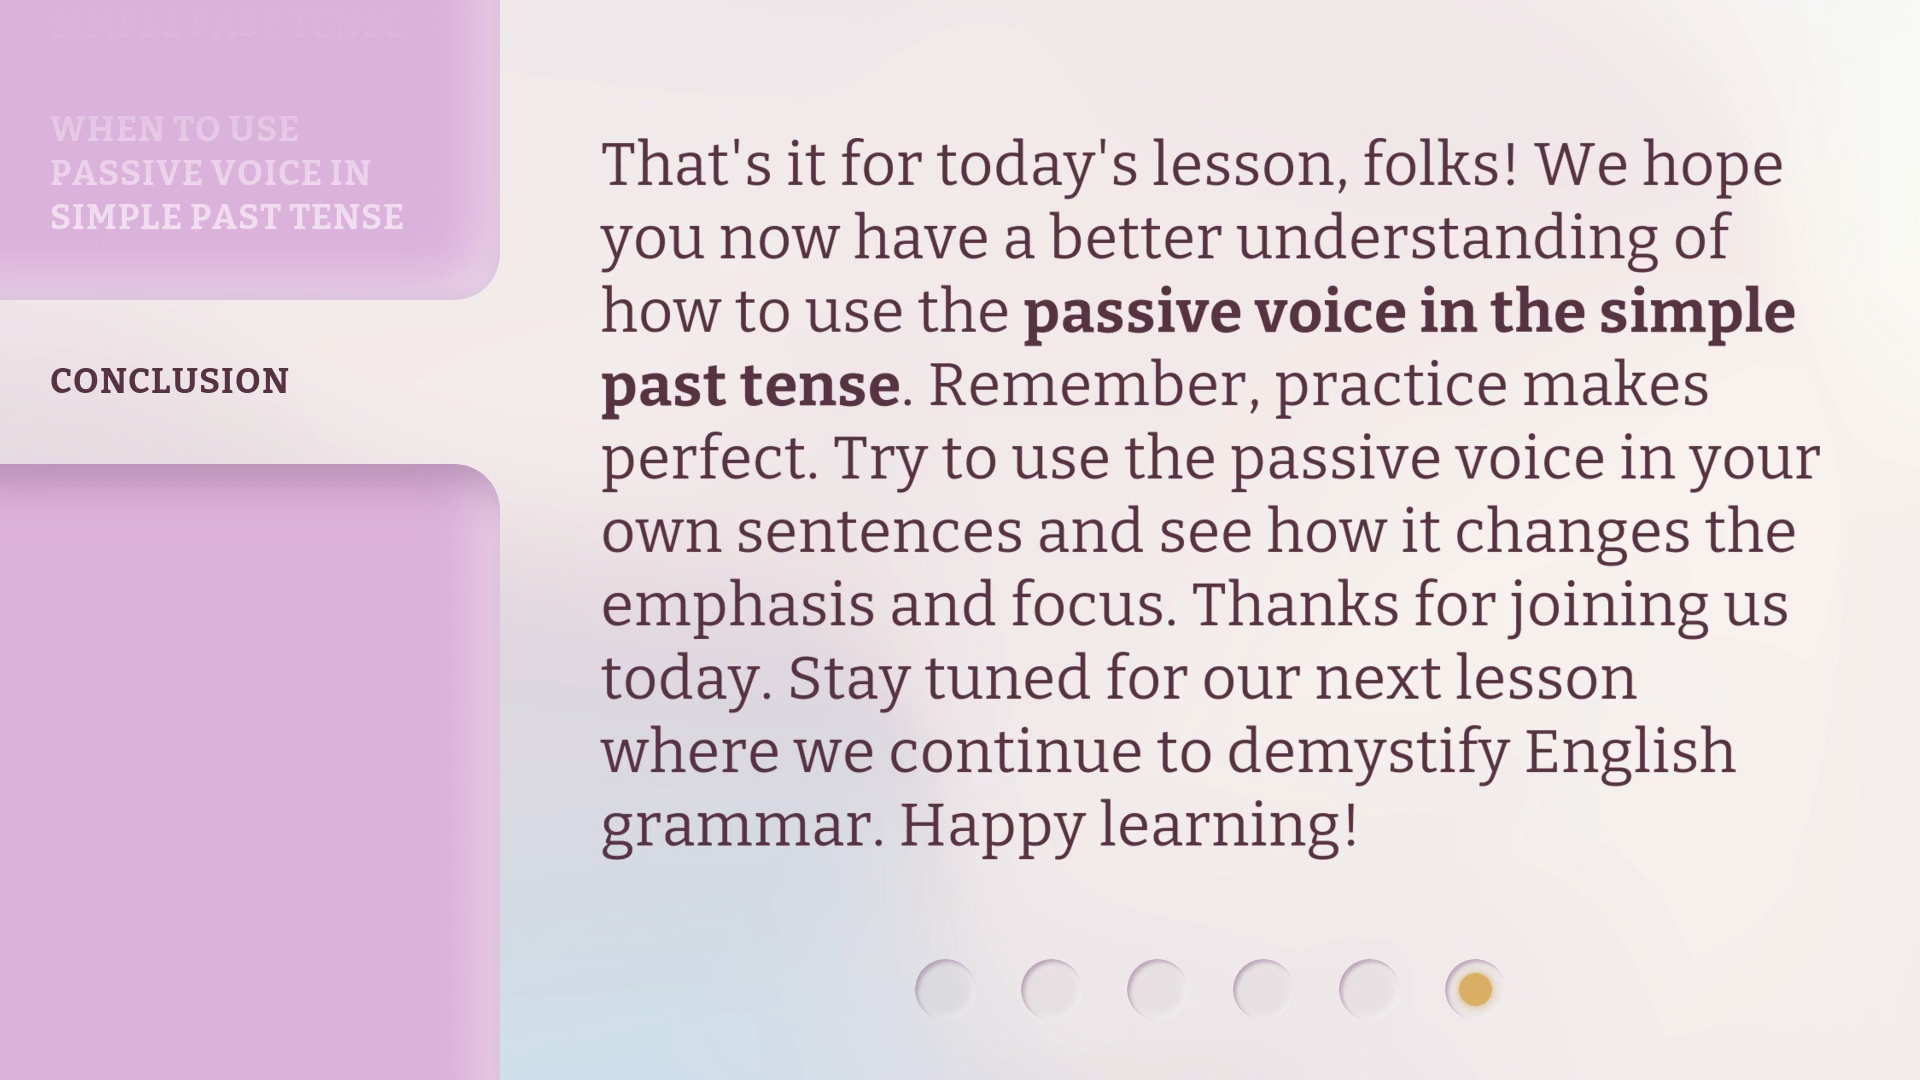 SIMPLE PAST TENSE
WHEN TO USE
PASSIVE VOICE IN
SIMPLE PAST TENSE
CONCLUSION
That's it for today's lesson, folks! We hope
you now have a better understanding of
how to use the passive voice in the simple
past tense. Remember, practice makes
perfect. Try to use the passive voice in your
own sentences and see how it changes the
emphasis and focus. Thanks for joining us
today. Stay tuned for our next lesson
where we continue to demystify English
grammar. Happy learning!